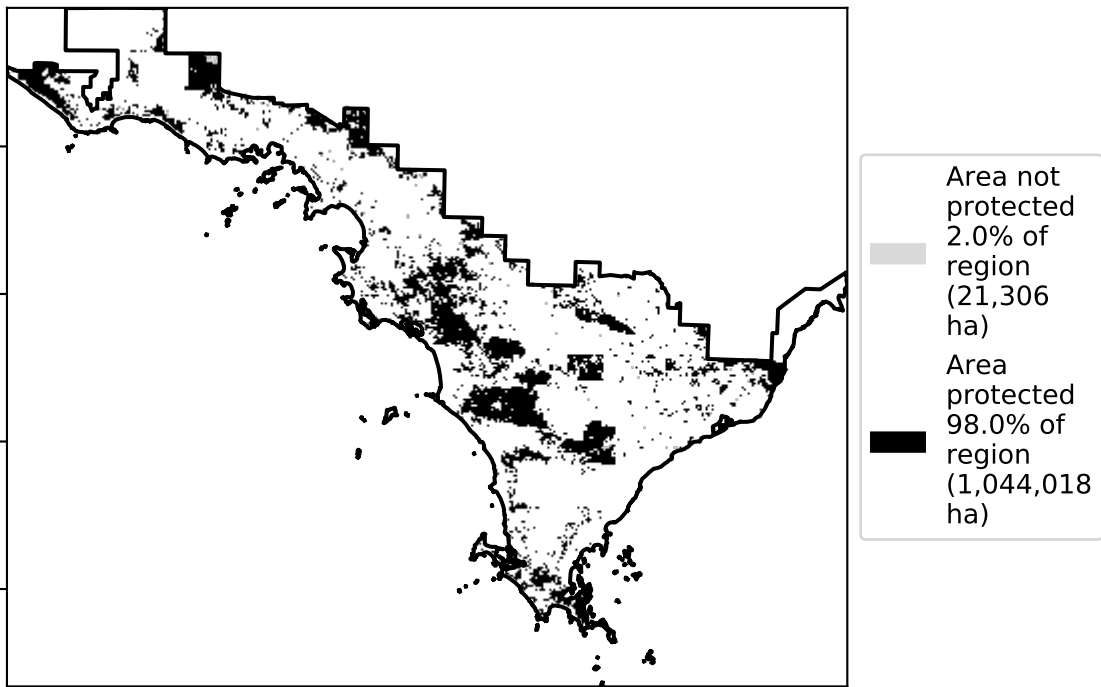 Area not
protected
2.0% of
region
(21,306
ha)
Area
protected
98.0% of
region
(1,044,018
ha)